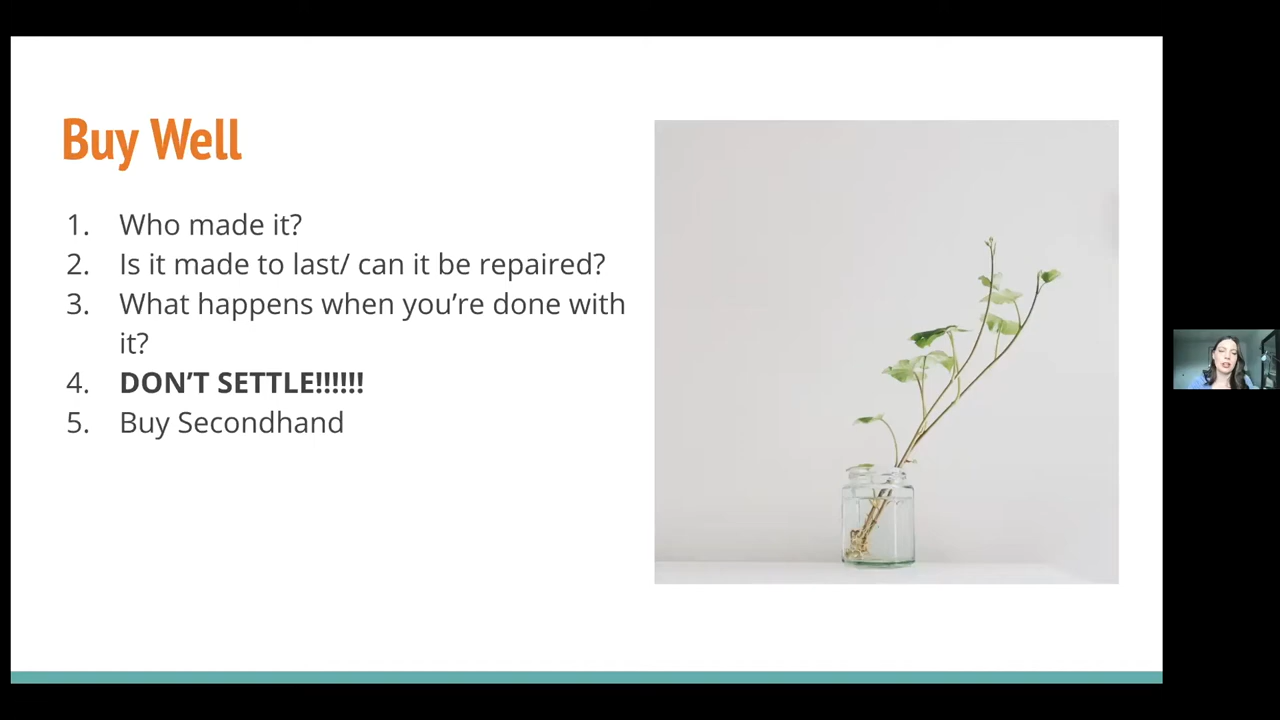 Buy Well
1. Who made it?
2. Is it made to last/ can it be repaired?
3. What happens when you're done with
it?
4. DON'T SETTLE!!!!!!
5. Buy Secondhand